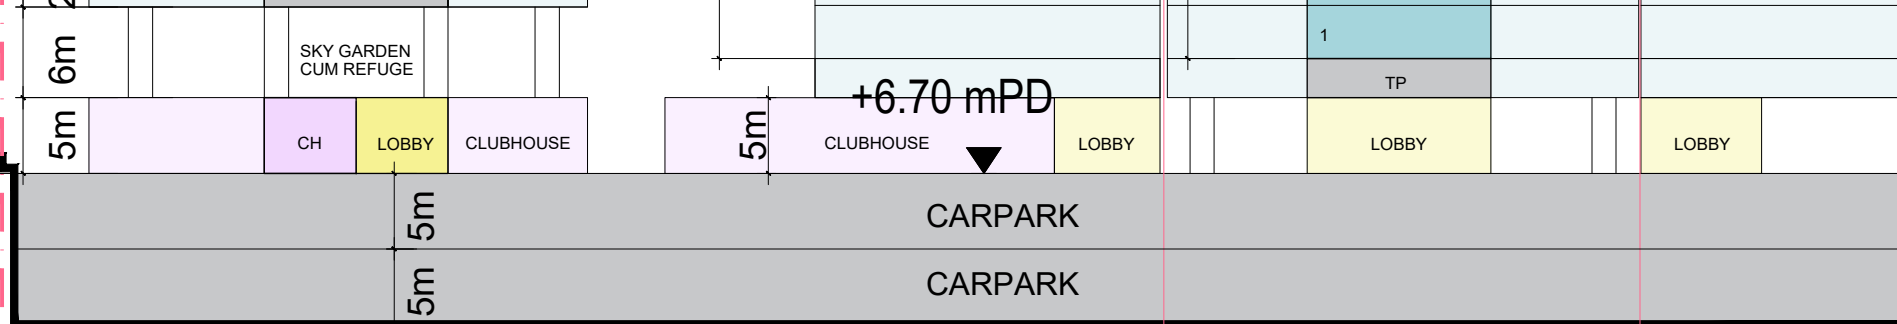 6m
SKY GARDEN
CUM REFUGE
1
TP
+6.70 mPD
5m
CH
LOBBY
CLUBHOUSE
5m
CLUBHOUSE
LOBBY
LOBBY
LOBBY
5m
CARPARK
5m
CARPARK